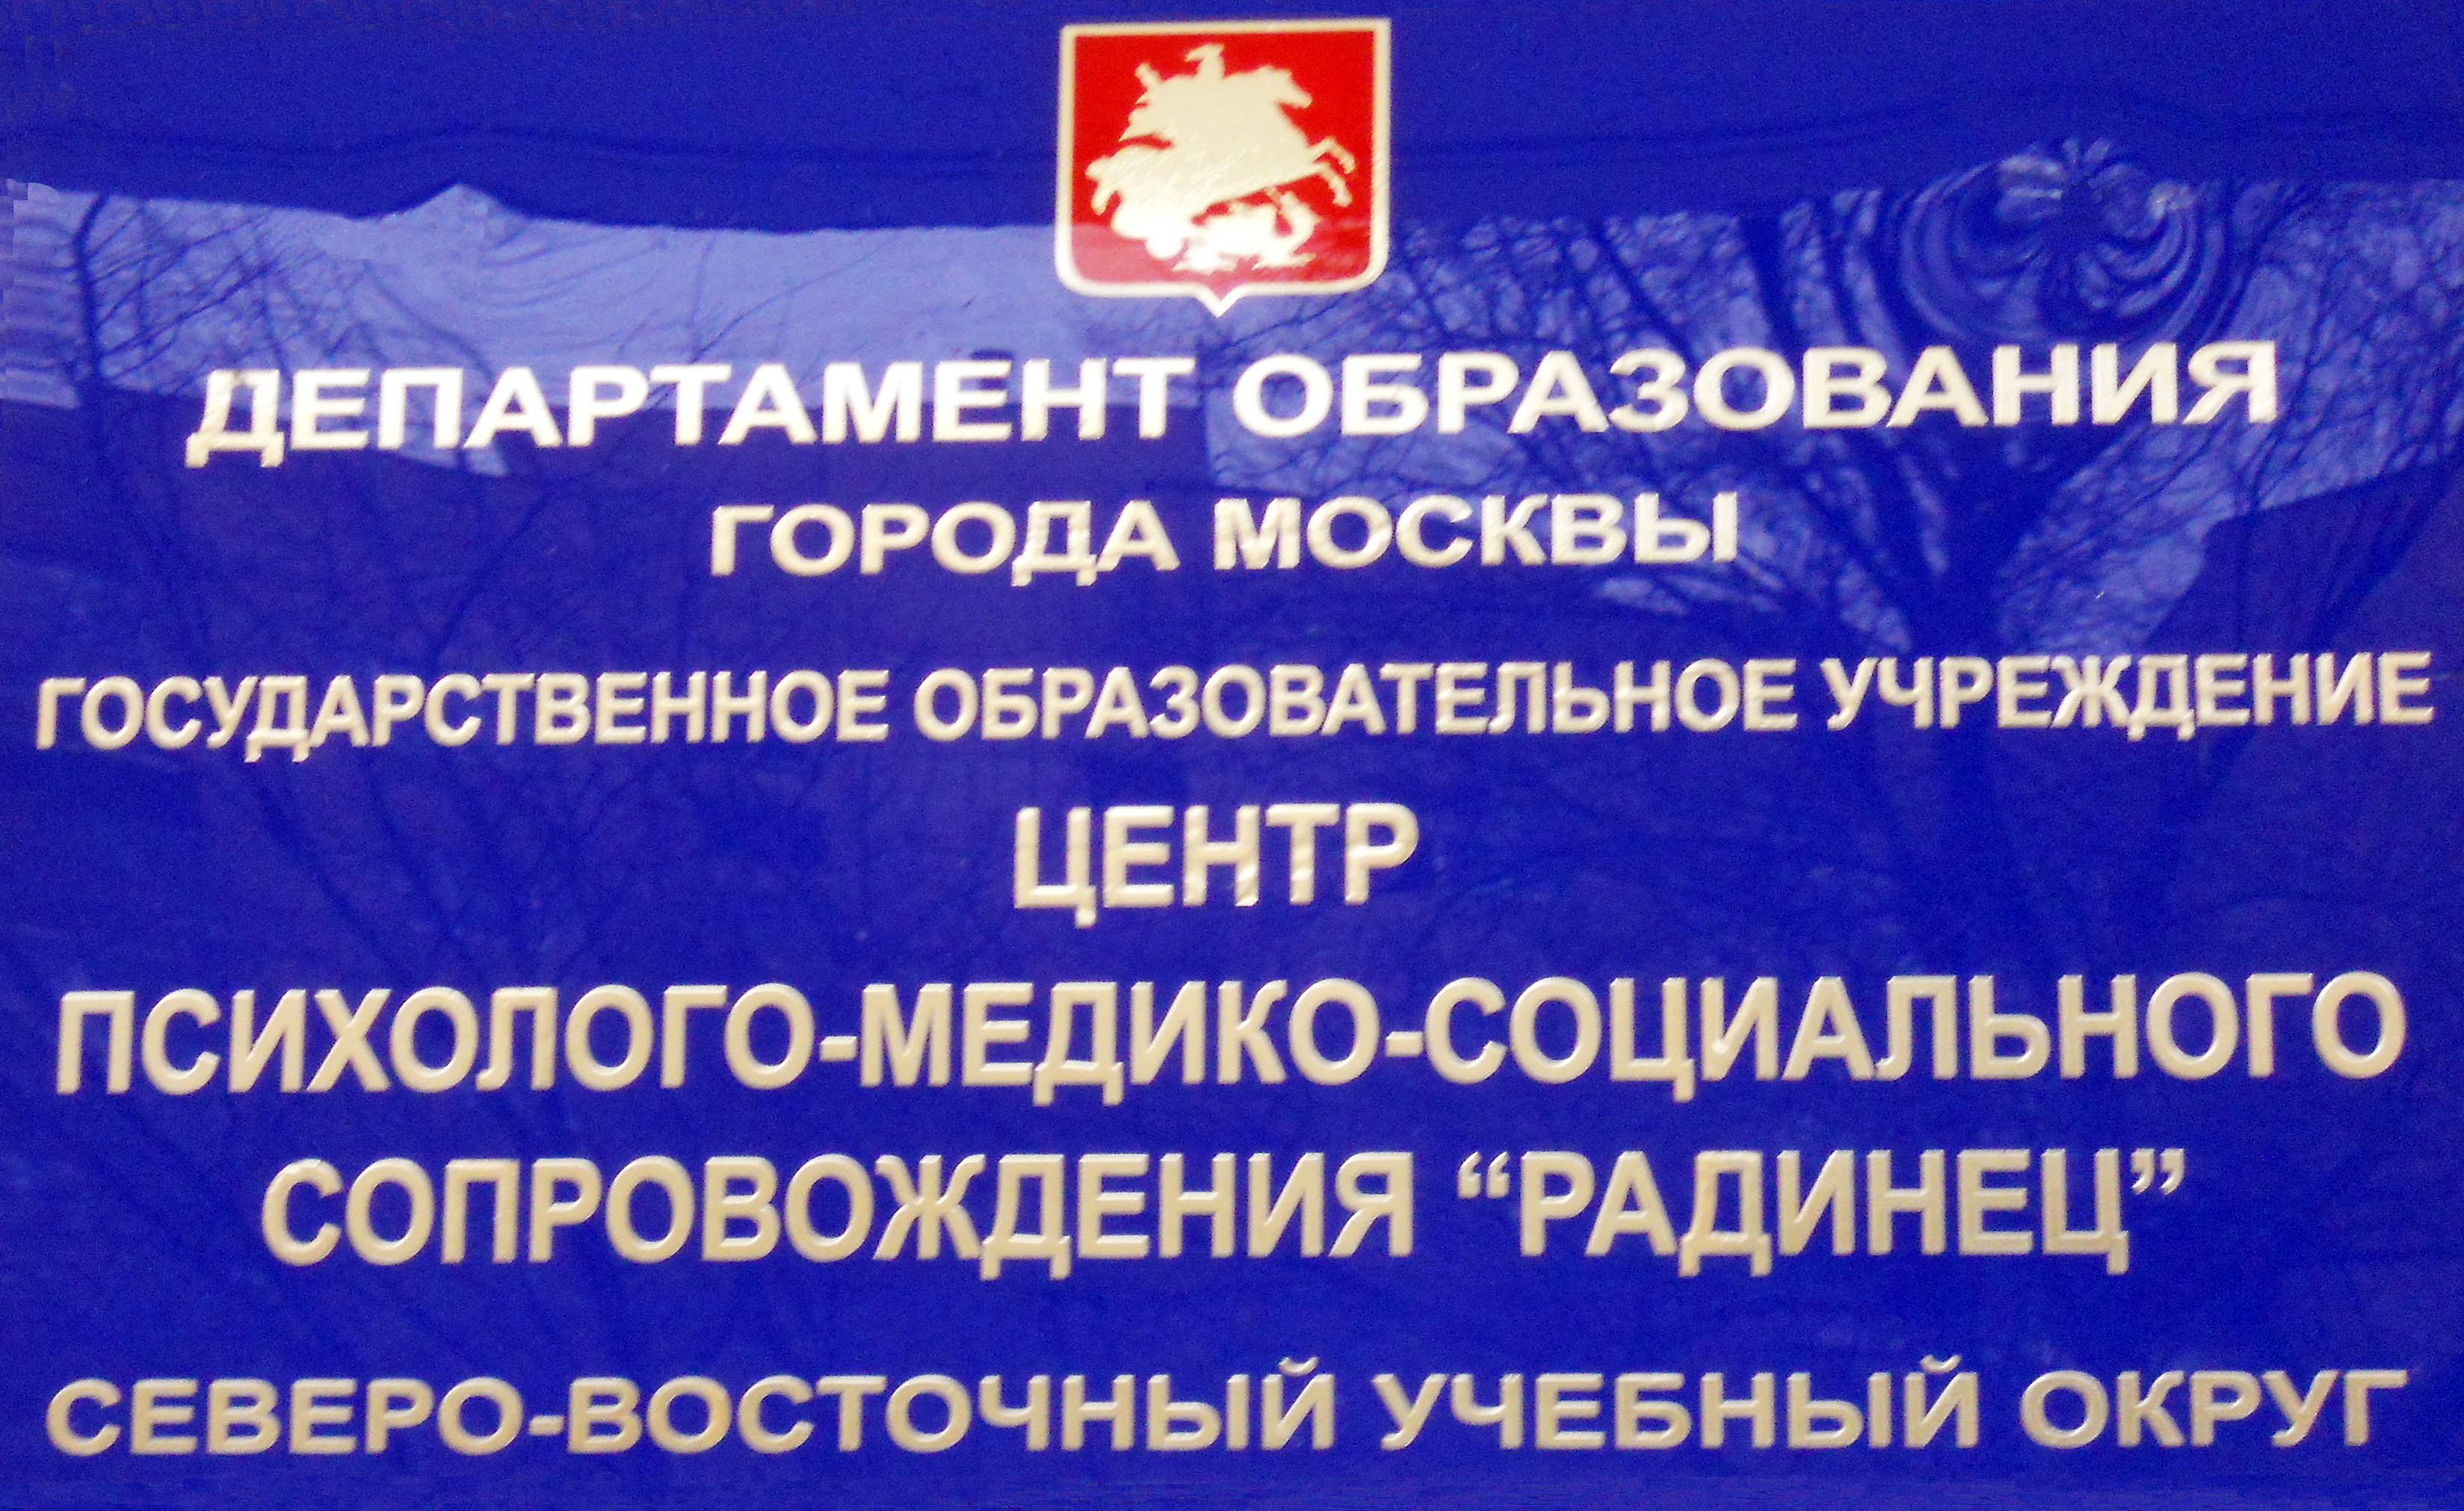 ДЕПАРТАМЕНТ ОБРАЗОВАНИЯ
ГОРОДА МОСКВЫ
ГОСУДАРСТВЕННОЕ ОБРАЗОВАТЕЛЬНОЕ УЧРЕЖДЕНИЕ
ЦЕНТР
ПСИХОЛОГО-МЕДИКО-СОЦИАЛЬНОГО
СОПРОВОЖДЕНИЯ “РАДИНЕЦ”
СЕВЕРО-ВОСТОЧНЫЙ УЧЕБНЫЙ ОКРУГ